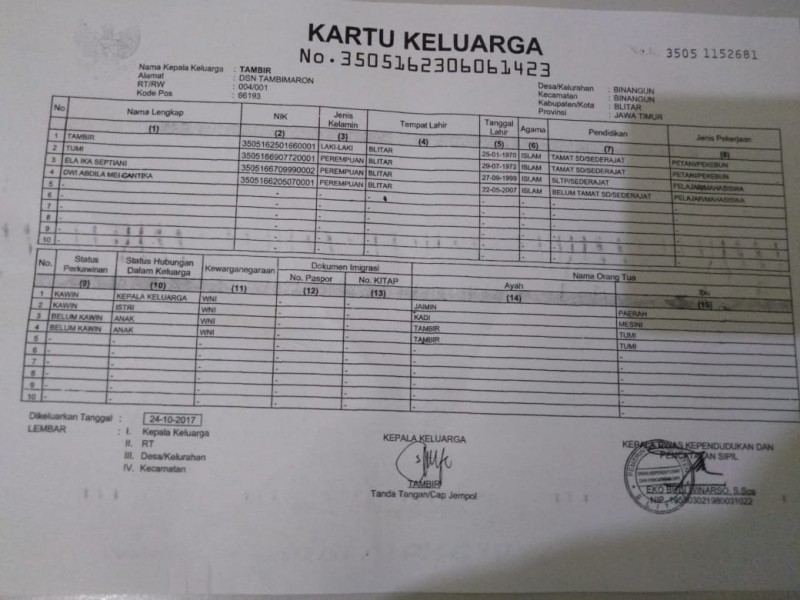 KARTU KELUARGA
No. 3505162306061423
3505 1152681
Nama Kepala Keluarga : TAMBIR
Alamat : DSN TAMBIMARON
RT/RW : 004/001
Kode Pos : 66193
Desa/Kelurahan : BINANGUN
Kecamatan : BINANGUN
Kabupaten/Kota : BLITAR
Provinsi : JAWA TIMUR
No Nama Lengkap NIK Jenis Kelamin Tempat Lahir Tanggal Lahir Agama Pendidikan Jenis Pekerjaan
(1) (2) (3) (4) (5) (6) (7) (8)
1 TAMBIR 3505162501660001 LAKI-LAKI BLITAR 25-01-1970 ISLAM TAMAT SD/SEDERAJAT PETANI/PEKEBUN
2 TUMI 3505166907720001 PEREMPUAN BLITAR 29-07-1972 ISLAM TAMAT SD/SEDERAJAT PETANI/PEKEBUN
3 ELA IKA SEPTIANI 3505166709990002 PEREMPUAN BLITAR 27-09-1999 ISLAM SLTP/SEDERAJAT PELAJAR/MAHASISWA
4 DWI ABDILA MEI CANTIKA 3505166205070001 PEREMPUAN BLITAR 22-05-2007 ISLAM BELUM TAMAT SD/SEDERAJAT PELAJAR/MAHASISWA
5 - - - - - - - -
6 - - - - - - - -
7 - - - - - - - -
8 - - - - - - - -
9 - - - - - - - -
10 - - - - - - - -
No. Status Perkawinan Status Hubungan Dalam Keluarga Kewarganegaraan Dokumen Imigrasi Nama Orang Tua
No. Paspor No. KITAP Ayah Ibu
(9) (10) (11) (12) (13) (14) (15)
1 KAWIN KEPALA KELUARGA WNI - - JAIMIN PAERAH
2 KAWIN ISTRI WNI - - KADI MESINI
3 BELUM KAWIN ANAK WNI - - TAMBIR TUMI
4 BELUM KAWIN ANAK WNI - - TAMBIR TUMI
5 - - - - - - -
6 - - - - - - -
7 - - - - - - -
8 - - - - - - -
9 - - - - - - -
10 - - - - - - -
Dikeluarkan Tanggal : 24-10-2017
LEMBAR : I. Kepala Keluarga
II. RT
III. Desa/Kelurahan
IV. Kecamatan
KEPALA KELUARGA
TAMBIR
Tanda Tangan/Cap Jempol
KEPALA DINAS KEPENDUDUKAN DAN
PENCATATAN SIPIL
EKO BUDI WINARSO, S.Sos
NIP.